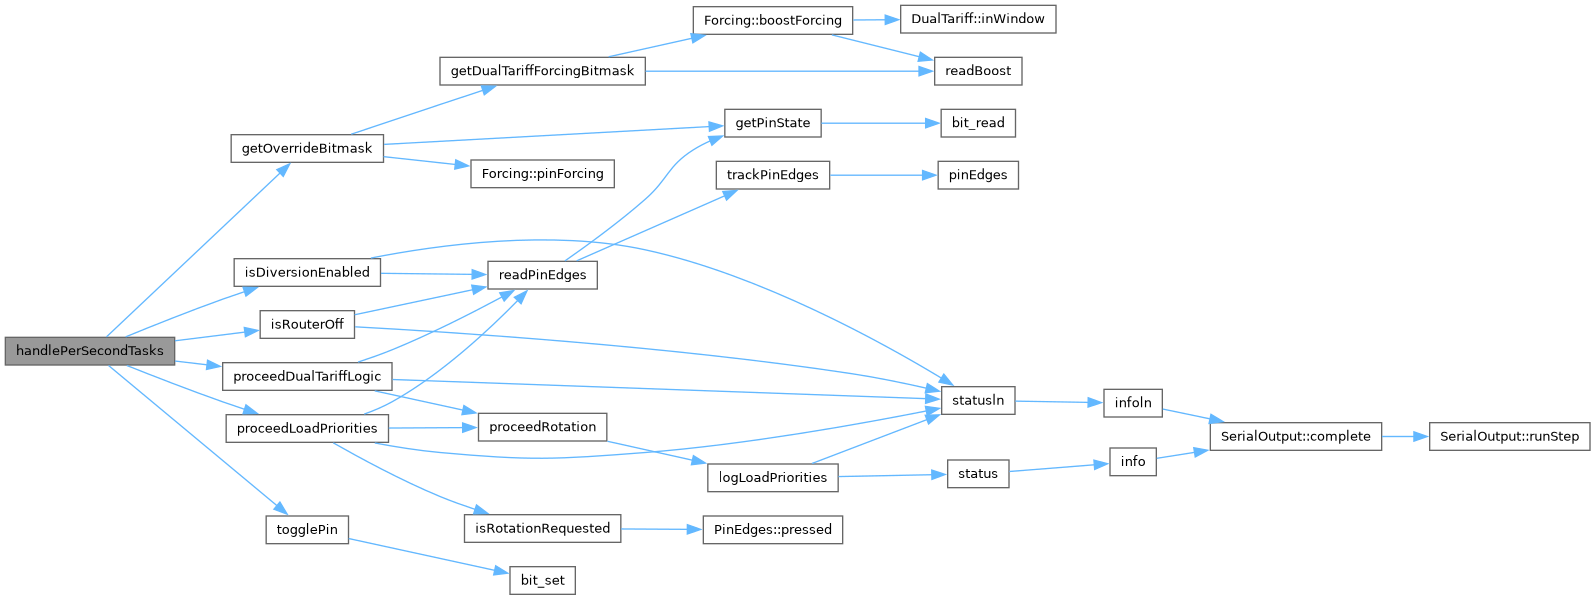 handlePerSecondTasks
getOverrideBitmask
getDualTariffForcingBitmask
Forcing::boostForcing
DualTariff::inWindow
readBoost
getPinState
bit_read
Forcing::pinForcing
isDiversionEnabled
readPinEdges
trackPinEdges
pinEdges
isRouterOff
proceedDualTariffLogic
proceedLoadPriorities
proceedRotation
logLoadPriorities
statusln
status
infoln
info
SerialOutput::complete
SerialOutput::runStep
isRotationRequested
PinEdges::pressed
togglePin
bit_set